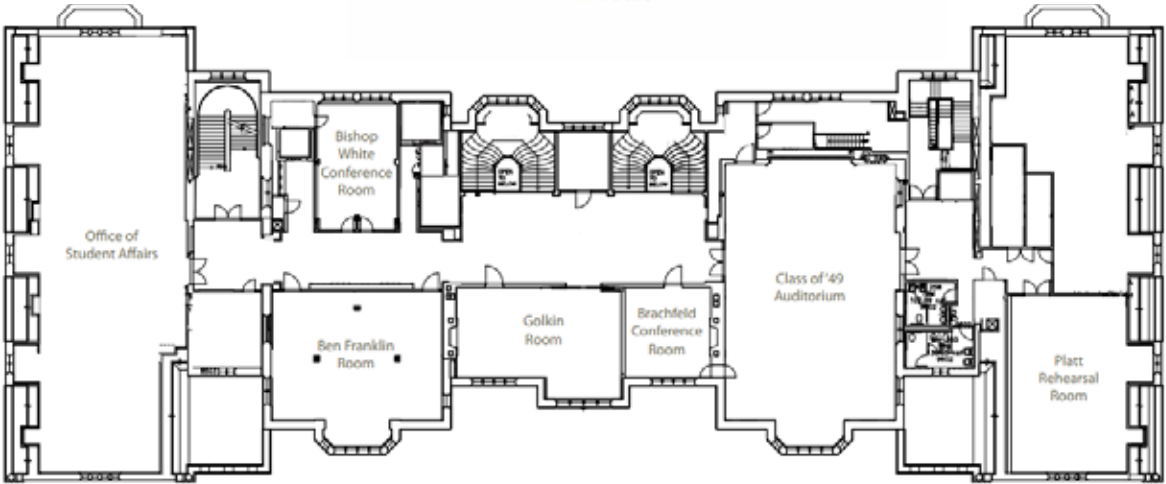 Bishop
White
Conference
Room
Office of
Student Affairs
Class of '49
Auditorium
Golkin
Room
Brachfeld
Conference
Room
Ben Franklin
Room
Platt
Rehearsal
Room